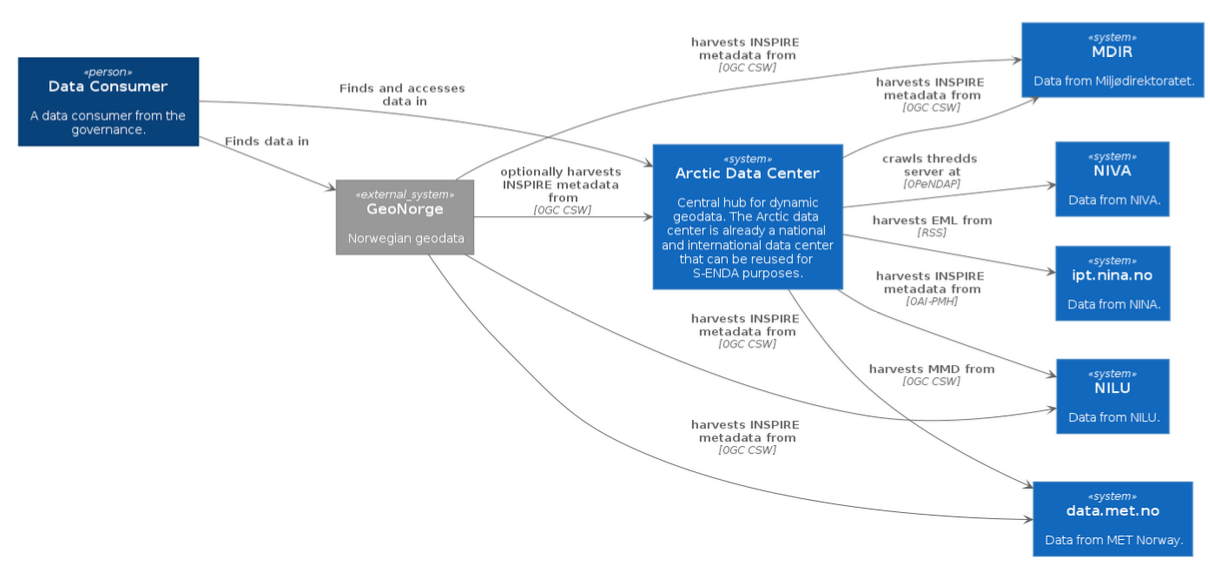 «person»
Data Consumer
A data consumer from the
governance.
Finds and accesses
data in
Finds data in
«external_system»
GeoNorge
Norwegian geodata
optionally harvests
INSPIRE metadata
from
[OGC CSW]
harvests INSPIRE
metadata from
[OGC CSW]
«system»
Arctic Data Center
Central hub for dynamic
geodata. The Arctic data
center is already a national
and international data center
that can be reused for
S-ENDA purposes.
harvests INSPIRE
metadata from
[OGC CSW]
harvests INSPIRE
metadata from
[OGC CSW]
harvests INSPIRE
metadata from
[OGC CSW]
crawls thredds
server at
[OPeNDAP]
harvests EML from
[RSS]
harvests INSPIRE
metadata from
[OAI-PMH]
harvests MMD from
[OGC CSW]
«system»
MDIR
Data from Miljødirektoratet.
«system»
NIVA
Data from NIVA.
«system»
ipt.nina.no
Data from NINA.
«system»
NILU
Data from NILU.
«system»
data.met.no
Data from MET Norway.